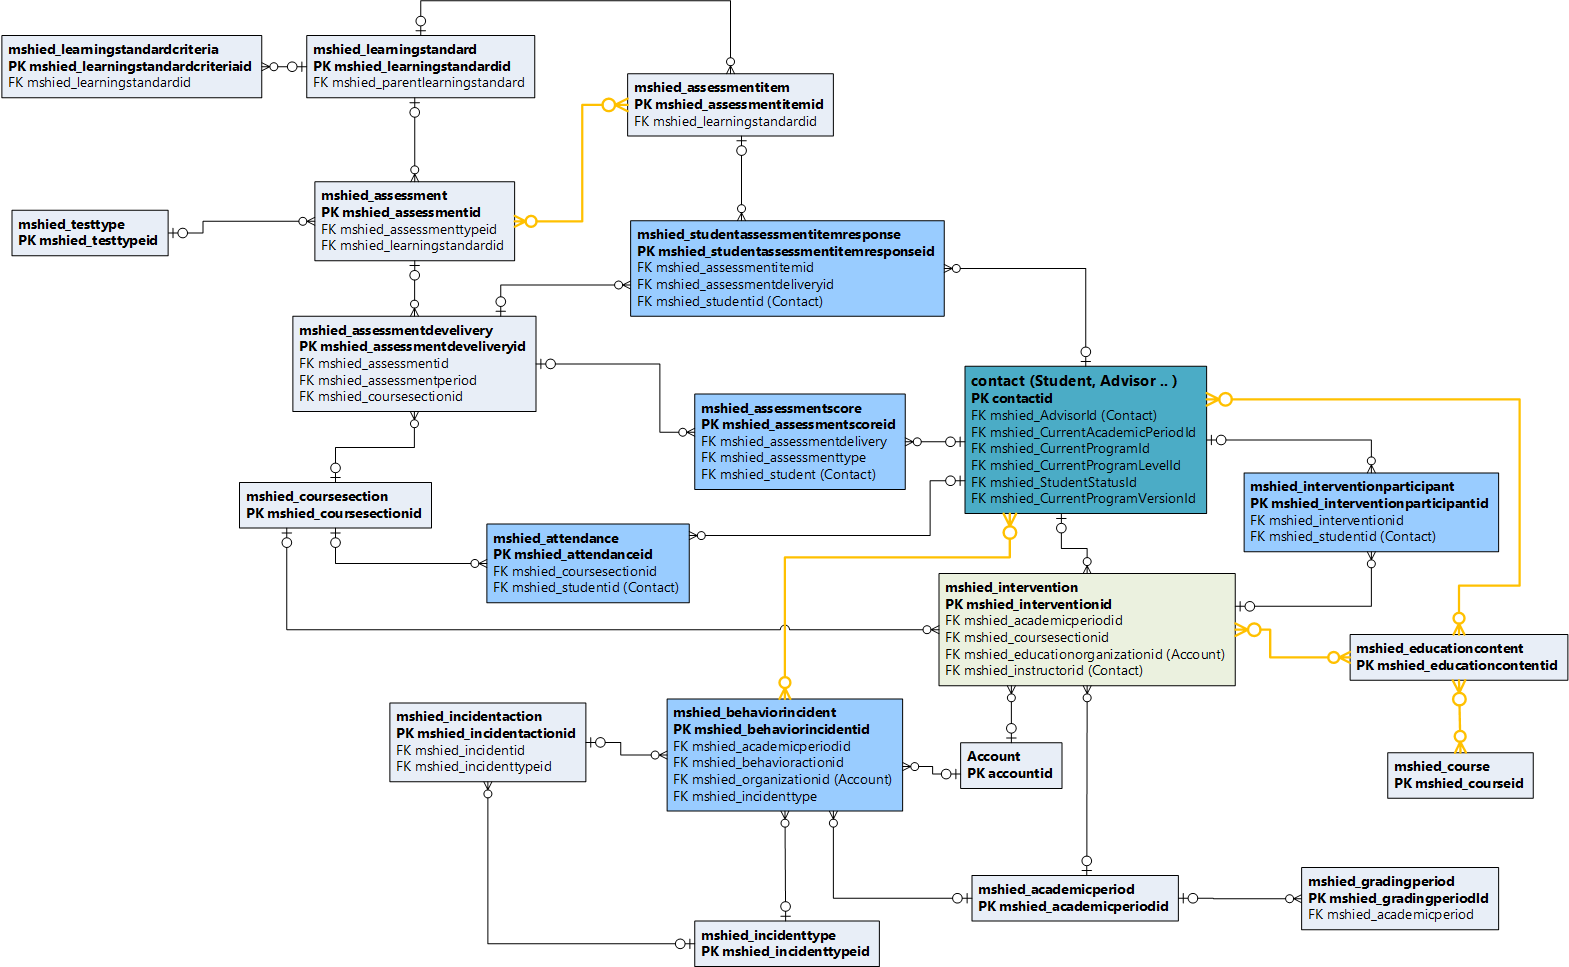 mshied_learningstandardcriteria
PK mshied_learningstandardcriteriaid
FK mshied_learningstandardid
mshied_learningstandard
PK mshied_learningstandardid
FK mshied_parentlearningstandard
mshied_assessmentitem
PK mshied_assessmentitemid
FK mshied_learningstandardid
mshied_testtype
PK mshied_testtypeid
mshied_assessment
PK mshied_assessmentid
FK mshied_assessmenttypeid
FK mshied_learningstandardid
mshied_studentassessmentitemresponse
PK mshied_studentassessmentitemresponseid
FK mshied_assessmentitemid
FK mshied_assessmentdeliveryid
FK mshied_studentid (Contact)
mshied_assessmentdevelivery
PK mshied_assessmentdeveliveryid
FK mshied_assessmentid
FK mshied_assessmentperiod
FK mshied_coursesectionid
mshied_assessmentscore
PK mshied_assessmentscoreid
FK mshied_assessmentdelivery
FK mshied_assessmenttype
FK mshied_student (Contact)
contact (Student, Advisor .. )
PK contactid
FK mshied_AdvisorId (Contact)
FK mshied_CurrentAcademicPeriodId
FK mshied_CurrentProgramId
FK mshied_CurrentProgramLevelId
FK mshied_StudentStatusId
FK mshied_CurrentProgramVersionId
mshied_interventionparticipant
PK mshied_interventionparticipantid
FK mshied_interventionid
FK mshied_studentid (Contact)
mshied_coursesection
PK mshied_coursesectionid
mshied_attendance
PK mshied_attendanceid
FK mshied_coursesectionid
FK mshied_studentid (Contact)
mshied_intervention
PK mshied_interventionid
FK mshied_academicperiodid
FK mshied_coursesectionid
FK mshied_educationorganizationid (Account)
FK mshied_instructorid (Contact)
mshied_educationcontent
PK mshied_educationcontentid
mshied_incidentaction
PK mshied_incidentactionid
FK mshied_incidentid
FK mshied_incidenttypeid
mshied_behaviorincident
PK mshied_behaviorincidentid
FK mshied_academicperiodid
FK mshied_behavioractionid
FK mshied_organizationid (Account)
FK mshied_incidenttype
Account
PK accountid
mshied_course
PK mshied_courseid
mshied_academicperiod
PK mshied_academicperiodid
mshied_gradingperiod
PK mshied_gradingperiodId
FK mshied_academicperiod
mshied_incidenttype
PK mshied_incidenttypeid